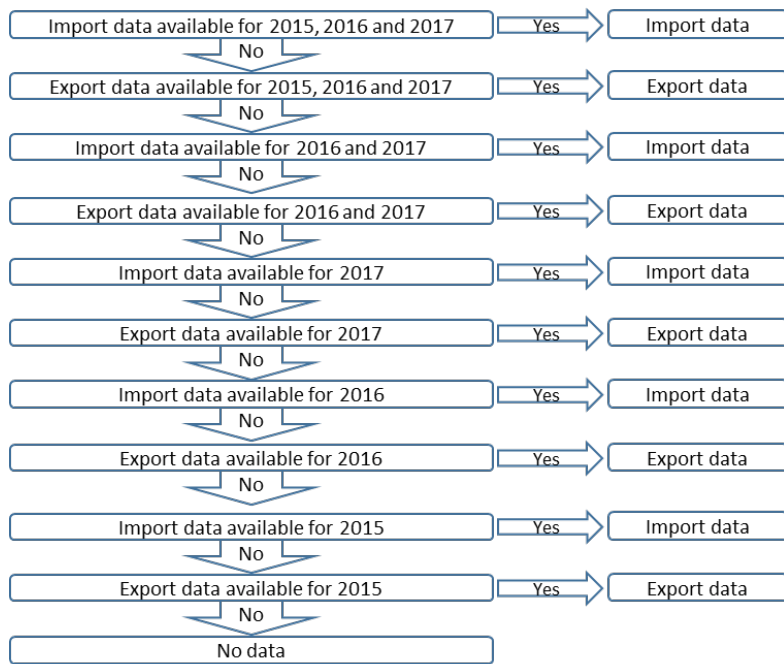 Import data available for 2015, 2016 and 2017 Yes Import data
No
Export data available for 2015, 2016 and 2017 Yes Export data
No
Import data available for 2016 and 2017 Yes Import data
No
Export data available for 2016 and 2017 Yes Export data
No
Import data available for 2017 Yes Import data
No
Export data available for 2017 Yes Export data
No
Import data available for 2016 Yes Import data
No
Export data available for 2016 Yes Export data
No
Import data available for 2015 Yes Import data
No
Export data available for 2015 Yes Export data
No
No data